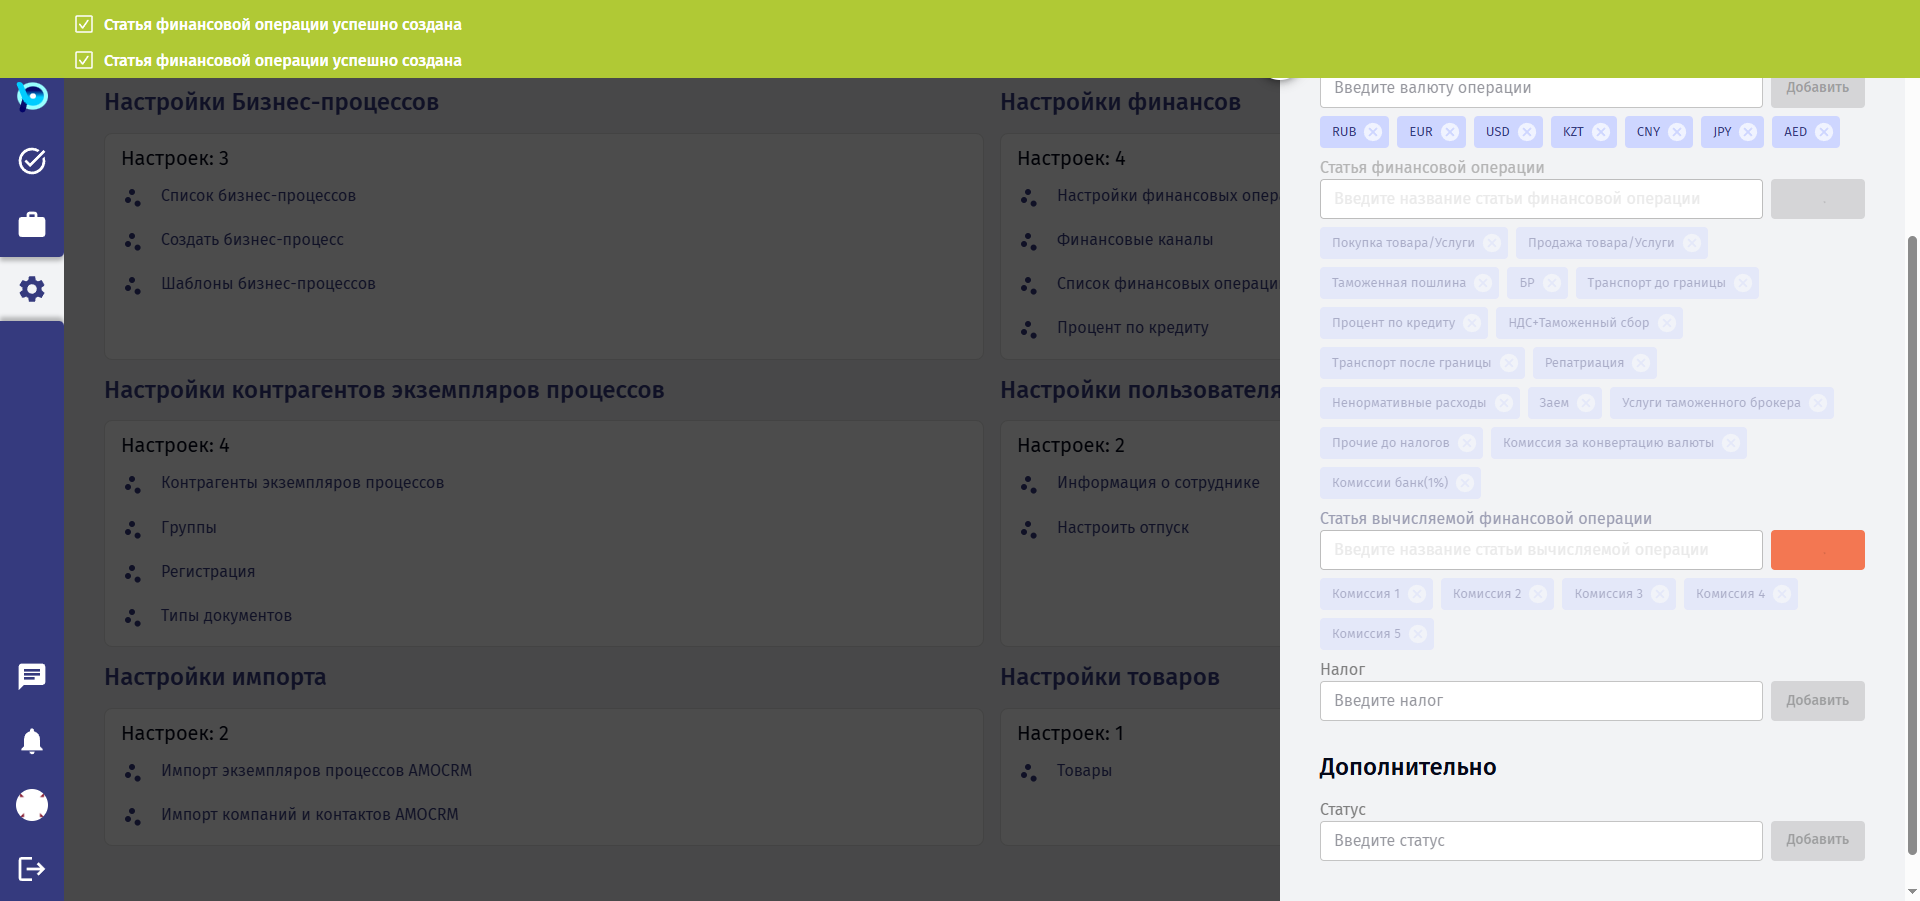 Статья финансовой операции успешно создана
Статья финансовой операции успешно создана
Настройки Бизнес-процессов
Настроек: 3
Список бизнес-процессов
Создать бизнес-процесс
Шаблоны бизнес-процессов
Настройки финансов
Настроек: 4
Настройки финансовых опер
Финансовые каналы
Список финансовых операци
Процент по кредиту
Настройки контрагентов экземпляров процессов
Настроек: 4
Контрагенты экземпляров процессов
Группы
Регистрация
Типы документов
Настройки пользователя
Настроек: 2
Информация о сотруднике
Настроить отпуск
Настройки импорта
Настроек: 2
Импорт экземпляров процессов AMOCRM
Импорт компаний и контактов AMOCRM
Настройки товаров
Настроек: 1
Товары
Введите валюту операции Добавить
RUB EUR USD KZT CNY JPY AED
Статья финансовой операции
Введите название статьи финансовой операции
Покупка товара/Услуги Продажа товара/Услуги
Таможенная пошлина БР Транспорт до границы
Процент по кредиту НДС+Таможенный сбор
Транспорт после границы Репатриация
Ненормативные расходы Заем Услуги таможенного брокера
Прочие до налогов Комиссия за конвертацию валюты
Комиссии банк(1%)
Статья вычисляемой финансовой операции
Введите название статьи вычисляемой операции
Комиссия 1 Комиссия 2 Комиссия 3 Комиссия 4
Комиссия 5
Налог
Введите налог Добавить
Дополнительно
Статус
Введите статус Добавить